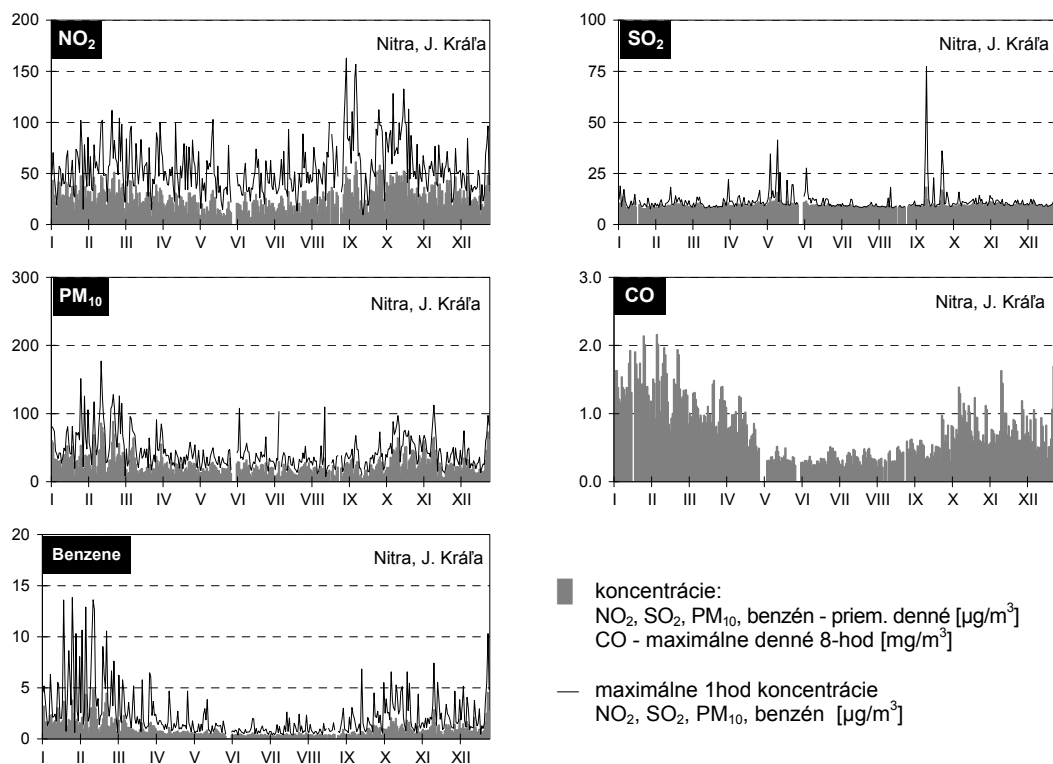 NO₂
Nitra, J. Kráľa
200
150
100
50
0
I II III IV V VI VII VIII IX X XI XII
SO₂
Nitra, J. Kráľa
100
75
50
25
0
I II III IV V VI VII VIII IX X XI XII
PM₁₀
Nitra, J. Kráľa
300
200
100
0
I II III IV V VI VII VIII IX X XI XII
CO
Nitra, J. Kráľa
3.0
2.0
1.0
0.0
I II III IV V VI VII VIII IX X XI XII
Benzene
Nitra, J. Kráľa
20
15
10
5
0
I II III IV V VI VII VIII IX X XI XII
koncentrácie:
NO₂, SO₂, PM₁₀, benzén - priem. denné [µg/m³]
CO - maximálne denné 8-hod [mg/m³]
maximálne 1hod koncentrácie
NO₂, SO₂, PM₁₀, benzén [µg/m³]